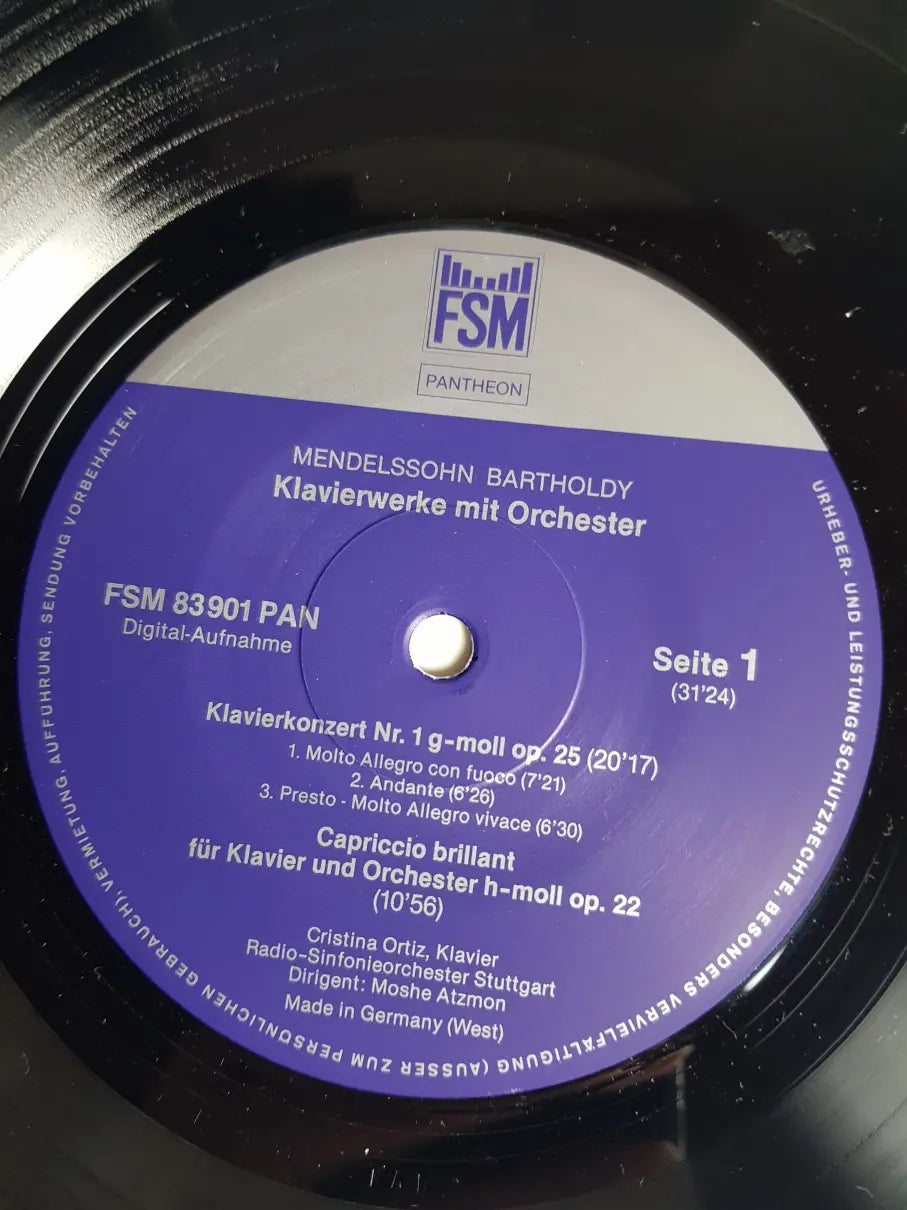 FSM
PANTHEON
MENDELSSOHN BARTHOLDY
Klavierwerke mit Orchester
FSM 83 901 PAN
Digital-Aufnahme
Seite 1
(31'24)
Klavierkonzert Nr. 1 g-moll op. 25 (20'17)
1. Molto Allegro con fuoco (7'21)
2. Andante (6'26)
3. Presto - Molto Allegro vivace (6'30)
Capriccio brillant
für Klavier und Orchester h-moll op. 22
(10'56)
Cristina Ortiz, Klavier
Radio-Sinfonieorchester Stuttgart
Dirigent: Moshe Atzmon
Made in Germany (West)
URHEBER- UND LEISTUNGSSCHUTZRECHTE, BESONDERS VERVIELFÄLTIGUNG (AUSSER ZUM PERSÖNLICHEN GEBRAUCH), VERMIETUNG, AUFFÜHRUNG, SENDUNG VORBEHALTEN